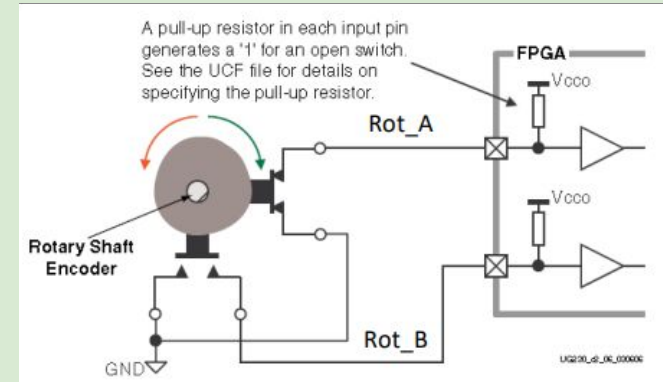 A pull-up resistor in each input pin
generates a '1' for an open switch.
See the UCF file for details on
specifying the pull-up resistor.
FPGA
Vcco
Rot_A
Vcco
Rotary Shaft
Encoder
Rot_B
GND